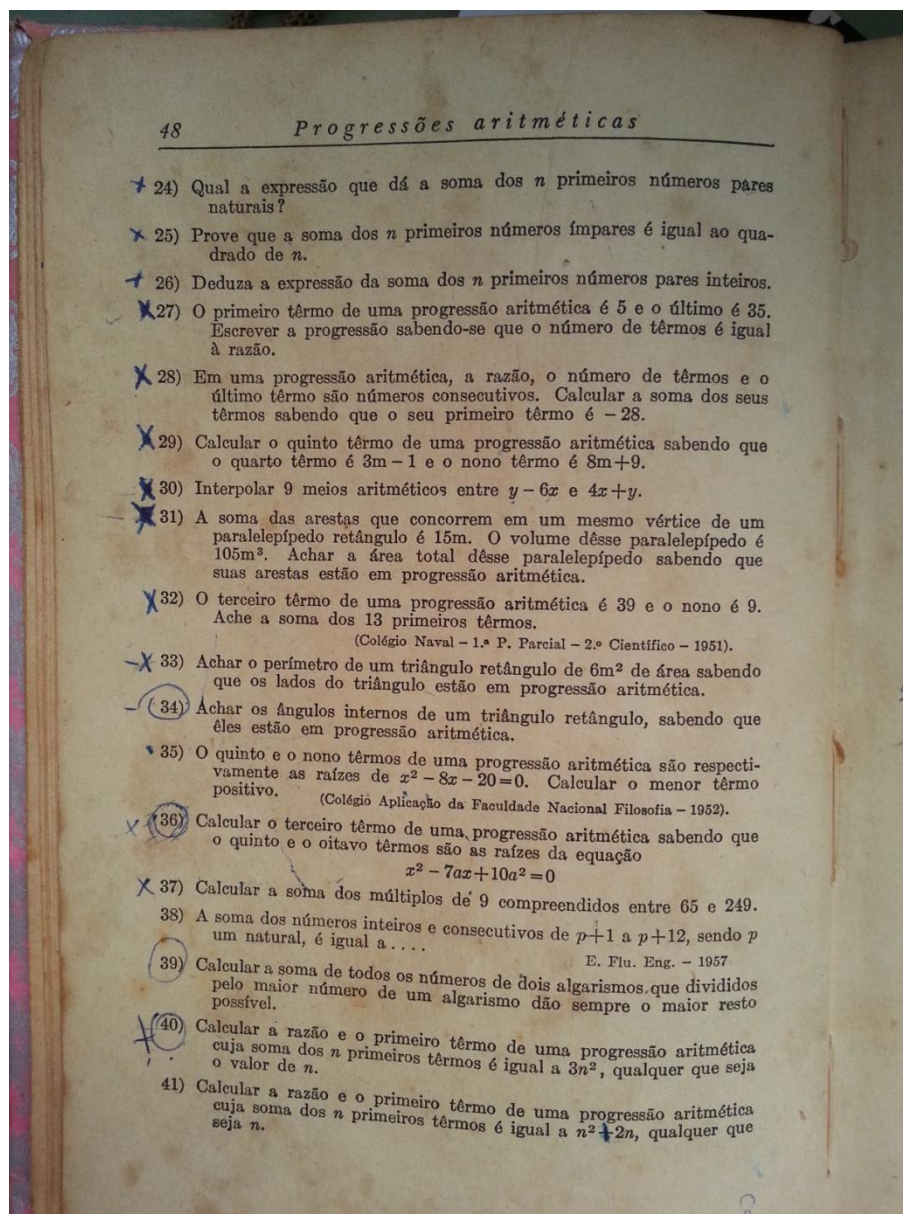 48 Progressões aritméticas
24) Qual a expressão que dá a soma dos n primeiros números pares
naturais?
25) Prove que a soma dos n primeiros números ímpares é igual ao qua-
drado de n.
26) Deduza a expressão da soma dos n primeiros números pares inteiros.
27) O primeiro têrmo de uma progressão aritmética é 5 e o último é 35.
Escrever a progressão sabendo-se que o número de têrmos é igual
à razão.
28) Em uma progressão aritmética, a razão, o número de têrmos e o
último têrmo são números consecutivos. Calcular a soma dos seus
têrmos sabendo que o seu primeiro têrmo é – 28.
29) Calcular o quinto têrmo de uma progressão aritmética sabendo que
o quarto têrmo é 3m – 1 e o nono têrmo é 8m+9.
30) Interpolar 9 meios aritméticos entre y – 6x e 4x+y.
31) A soma das arestas que concorrem em um mesmo vértice de um
paralelepípedo retângulo é 15m. O volume dêsse paralelepípedo é
105m³. Achar a área total dêsse paralelepípedo sabendo que
suas arestas estão em progressão aritmética.
32) O terceiro têrmo de uma progressão aritmética é 39 e o nono é 9.
Ache a soma dos 13 primeiros têrmos.
(Colégio Naval – 1.ª P. Parcial – 2.º Científico – 1951).
33) Achar o perímetro de um triângulo retângulo de 6m² de área sabendo
que os lados do triângulo estão em progressão aritmética.
34) Achar os ângulos internos de um triângulo retângulo, sabendo que
êles estão em progressão aritmética.
35) O quinto e o nono têrmos de uma progressão aritmética são respecti-
vamente as raízes de x² – 8x – 20=0. Calcular o menor têrmo
positivo. (Colégio Aplicação da Faculdade Nacional Filosofia – 1952).
36) Calcular o terceiro têrmo de uma progressão aritmética sabendo que
o quinto e o oitavo têrmos são as raízes da equação
x² – 7ax+10a²=0
37) Calcular a soma dos múltiplos de 9 compreendidos entre 65 e 249.
38) A soma dos números inteiros e consecutivos de p+1 a p+12, sendo p
um natural, é igual a ....
E. Flu. Eng. – 1957
39) Calcular a soma de todos os números de dois algarismos que divididos
pelo maior número de um algarismo dão sempre o maior resto
possível.
40) Calcular a razão e o primeiro têrmo de uma progressão aritmética
cuja soma dos n primeiros têrmos é igual a 3n², qualquer que seja
o valor de n.
41) Calcular a razão e o primeiro têrmo de uma progressão aritmética
cuja soma dos n primeiros têrmos é igual a n²+2n, qualquer que
seja n.